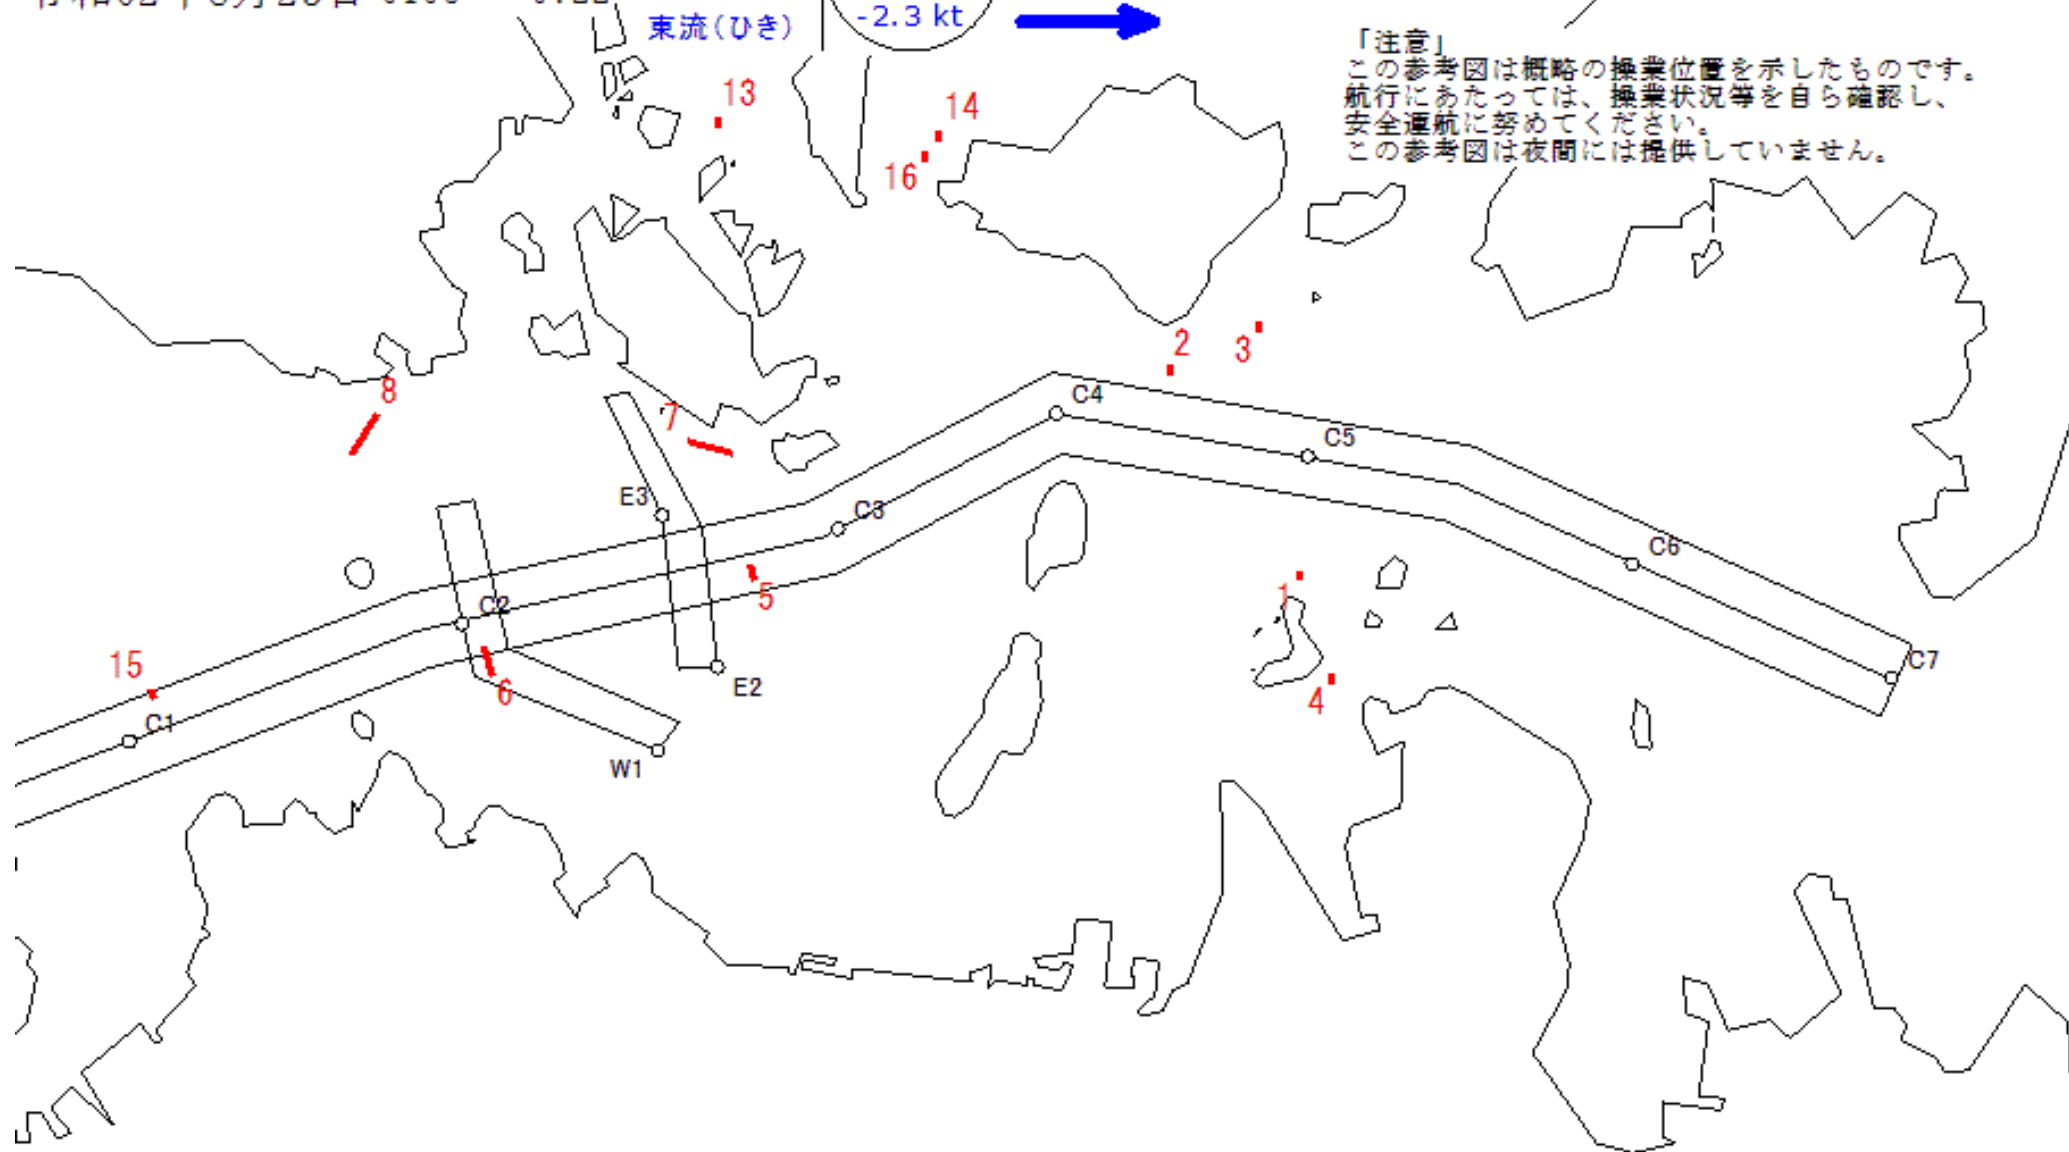 東流(ひき)
-2.3 kt
「注意」
この参考図は概略の操業位置を示したものです。
航行にあたっては、操業状況等を自ら確認し、
安全運航に努めてください。
この参考図は夜間には提供していません。
13
14
16
2
3
8
7
C4
C5
E3
C3
C6
5
1
C2
15
6
E2
4
C7
C1
W1